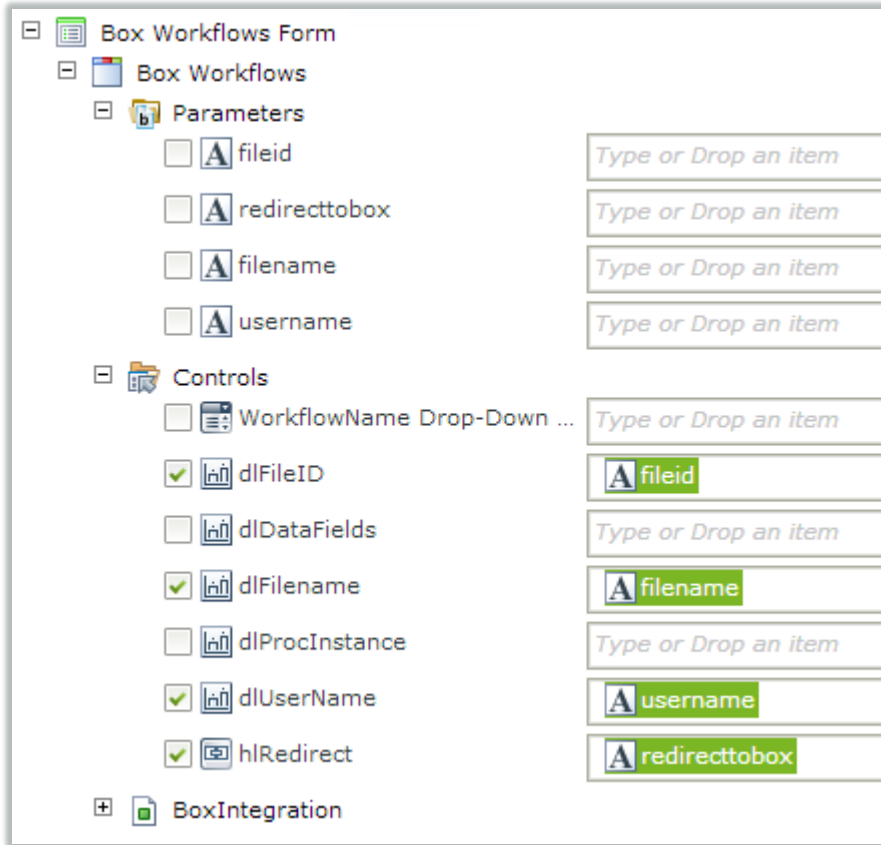 Box Workflows Form
Box Workflows
Parameters
fileid Type or Drop an item
redirecttobox Type or Drop an item
filename Type or Drop an item
username Type or Drop an item
Controls
WorkflowName Drop-Down ... Type or Drop an item
dlFileID fileid
dlDataFields Type or Drop an item
dlFilename filename
dlProcInstance Type or Drop an item
dlUserName username
hlRedirect redirecttobox
BoxIntegration